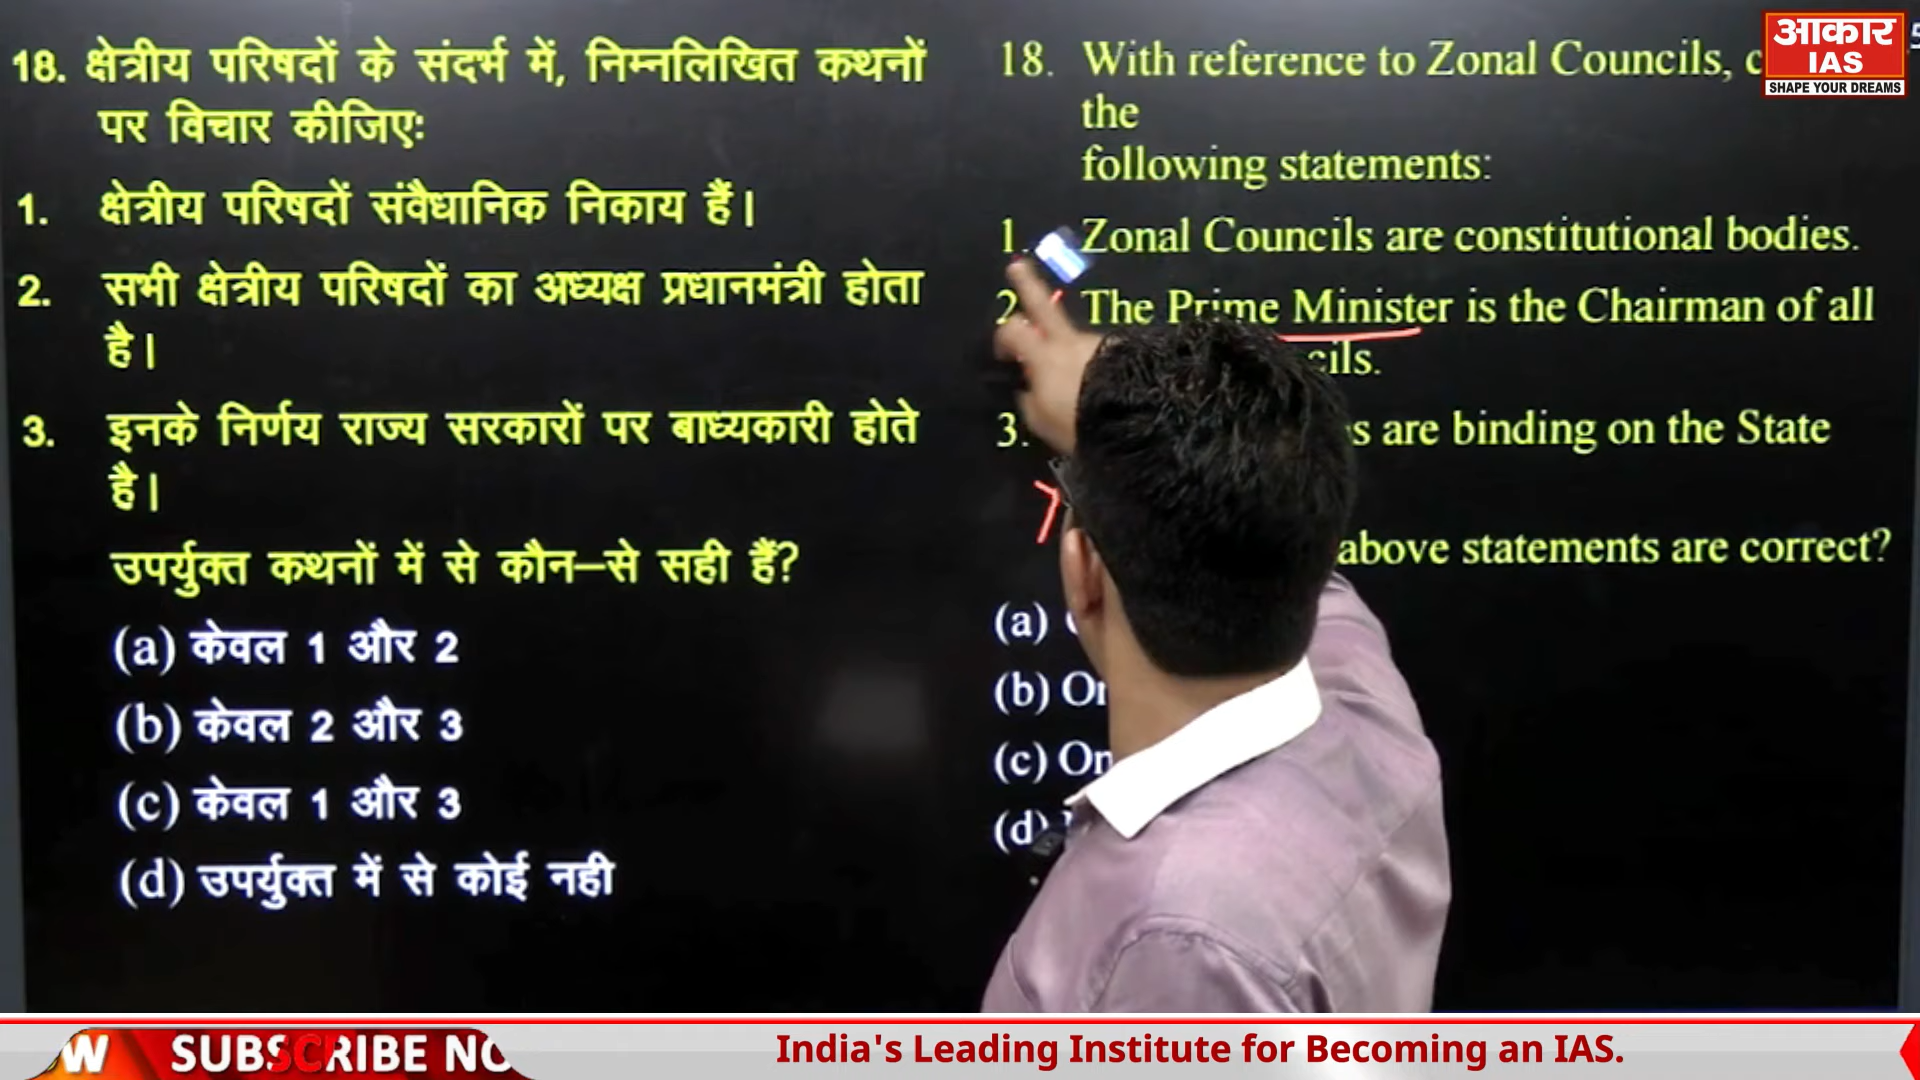 18. क्षेत्रीय परिषदों के संदर्भ में, निम्नलिखित कथनों
पर विचार कीजिएः
1. क्षेत्रीय परिषदों संवैधानिक निकाय हैं।
2. सभी क्षेत्रीय परिषदों का अध्यक्ष प्रधानमंत्री होता
है।
3. इनके निर्णय राज्य सरकारों पर बाध्यकारी होते
है।
उपर्युक्त कथनों में से कौन–से सही हैं?
(a) केवल 1 और 2
(b) केवल 2 और 3
(c) केवल 1 और 3
(d) उपर्युक्त में से कोई नही
18. With reference to Zonal Councils,
the
following statements:
1. Zonal Councils are constitutional bodies.
2. The Prime Minister is the Chairman of all
3. are binding on the State
above statements are correct?
(a)
(b)
(c)
(d)
आकार
IAS
SHAPE YOUR DREAMS
SUBSCRIBE
India's Leading Institute for Becoming an IAS.